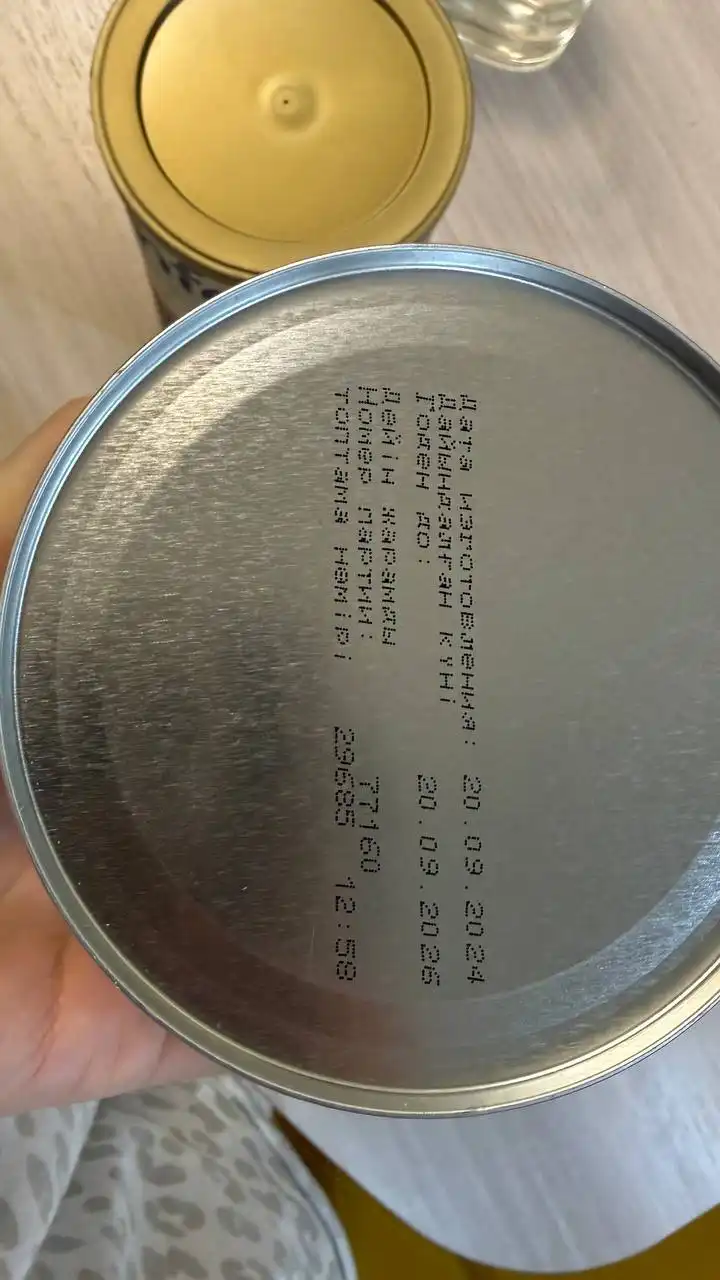 Дата изготовления: 20.09.2024
Дайындалған күні
Годен до: 20.09.2026
Дейін жарамды
Номер партии: TT160
Топтама нөмірі 29685 12:58